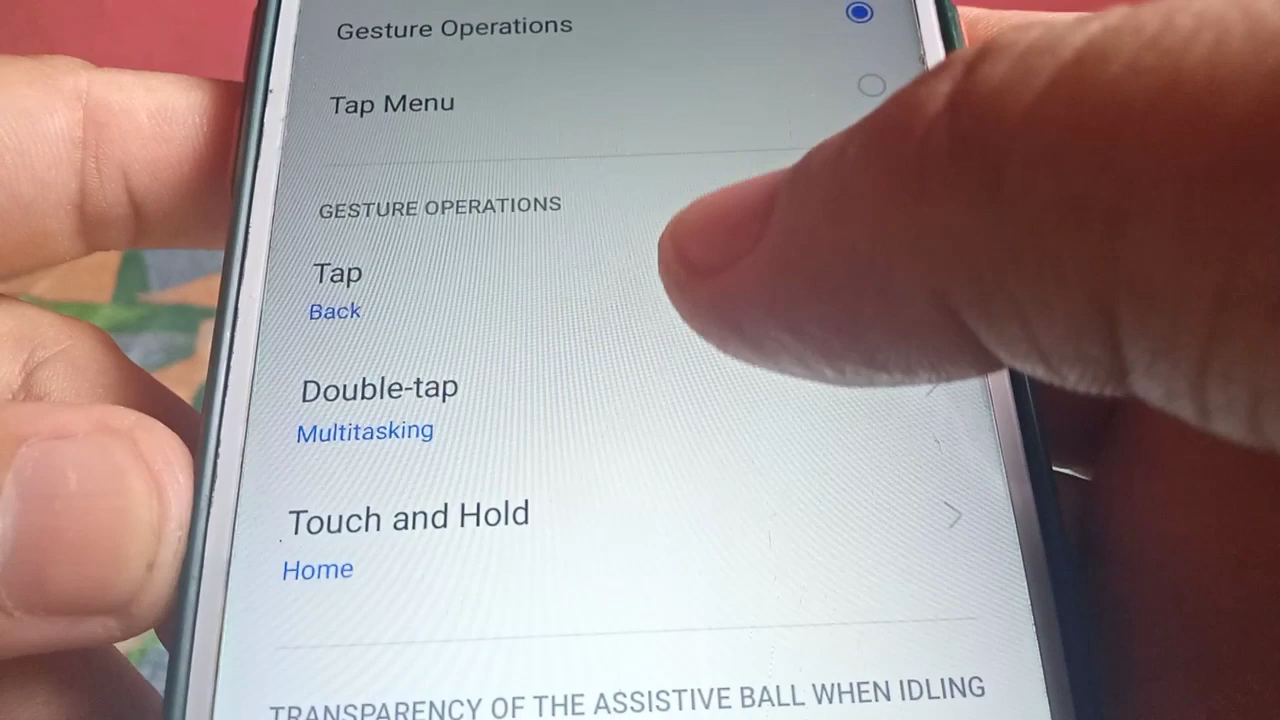 Gesture Operations
Tap Menu
GESTURE OPERATIONS
Tap
Back
Double-tap
Multitasking
Touch and Hold
Home
TRANSPARENCY OF THE ASSISTIVE BALL WHEN IDLING